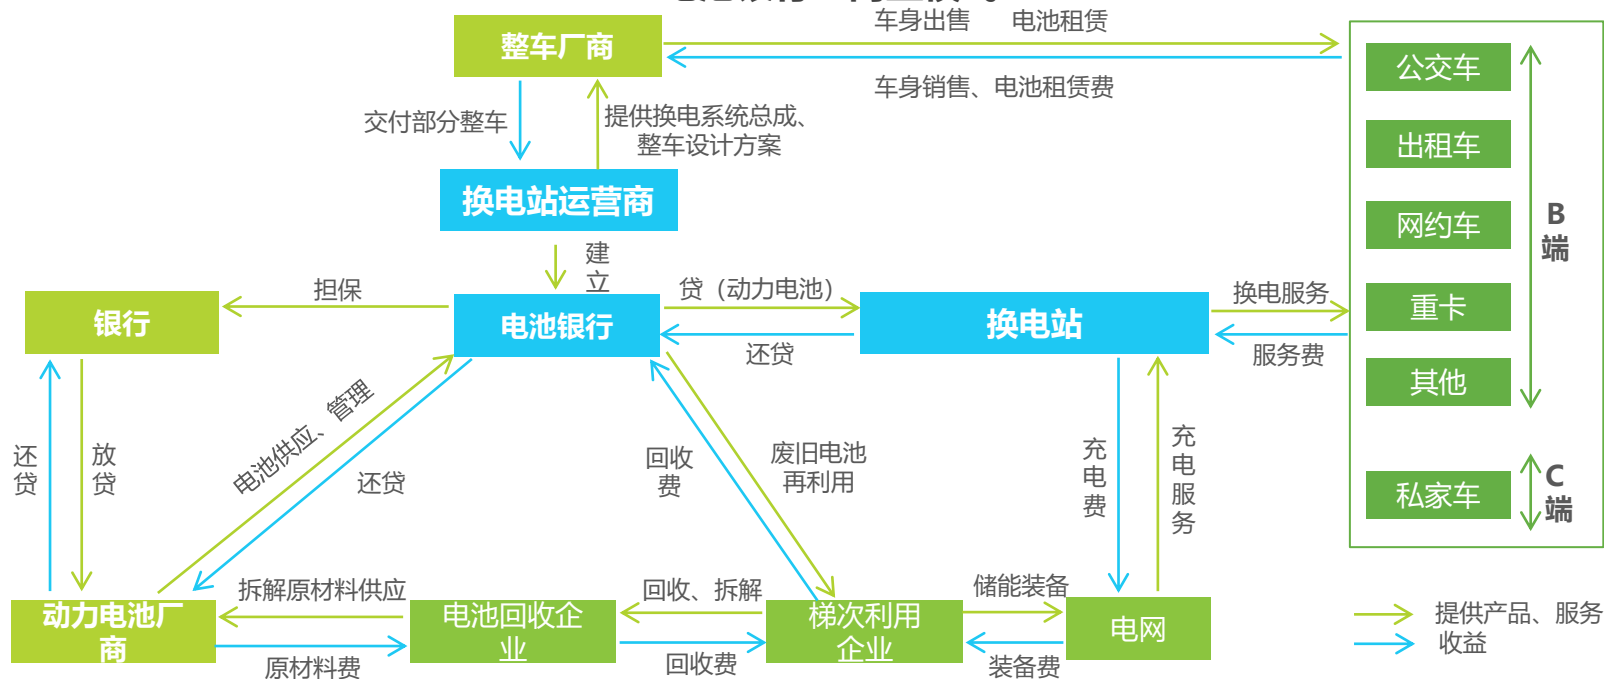 车身出售 电池租赁
整车厂商
车身销售、电池租赁费
公交车
出租车
网约车
重卡
其他
私家车
B
端
C
端
交付部分整车
提供换电系统总成、
整车设计方案
换电站运营商
建
立
担保
银行
电池银行
贷（动力电池）
还贷
换电站
换电服务
服务费
还
贷
放
贷
电池供应、管理
还贷
回收
费
废旧电池
再利用
充
电
费
充
电
服
务
动力电池厂
商
拆解原材料供应
原材料费
电池回收企
业
回收、拆解
回收费
梯次利用
企业
储能装备
装备费
电网
提供产品、服务
收益